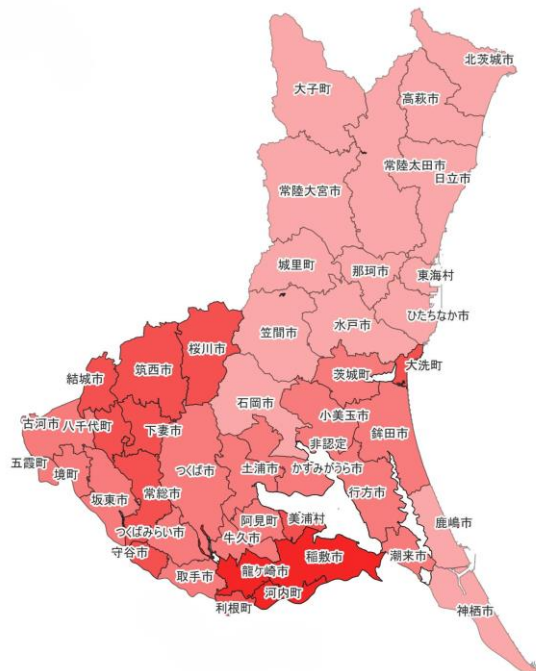 北茨城市
大子町
高萩市
常陸太田市
日立市
常陸大宮市
城里町
那珂市
東海村
ひたちなか市
笠間市
水戸市
桜川市
筑西市
結城市
茨城町
大洗町
石岡市
小美玉市
古河市
八千代町
下妻市
非認定
鉾田市
五霞町
境町
つくば市
土浦市
かすみがうら市
坂東市
常総市
行方市
つくばみらい市
阿見町
美浦村
鹿嶋市
守谷市
牛久市
稲敷市
潮来市
取手市
龍ケ崎市
河内町
利根町
神栖市